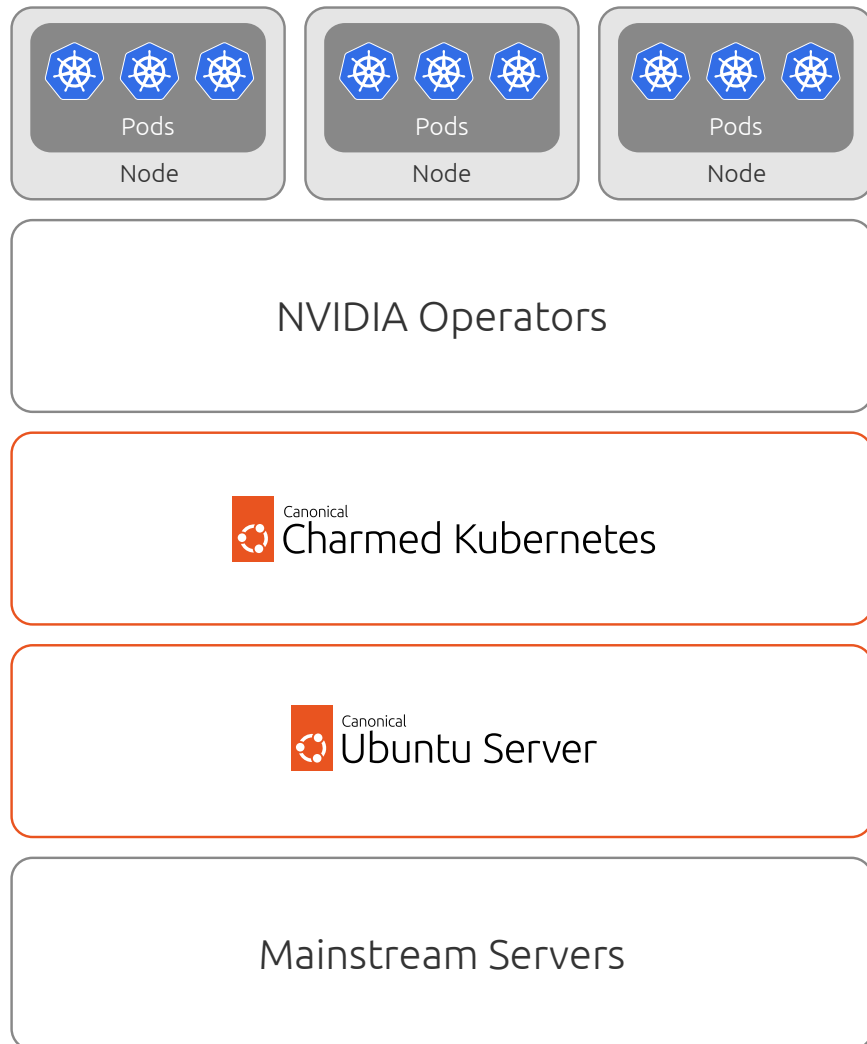 Pods
Pods
Pods
Node
Node
Node
NVIDIA Operators
Canonical
Charmed Kubernetes
Canonical
Ubuntu Server
Mainstream Servers